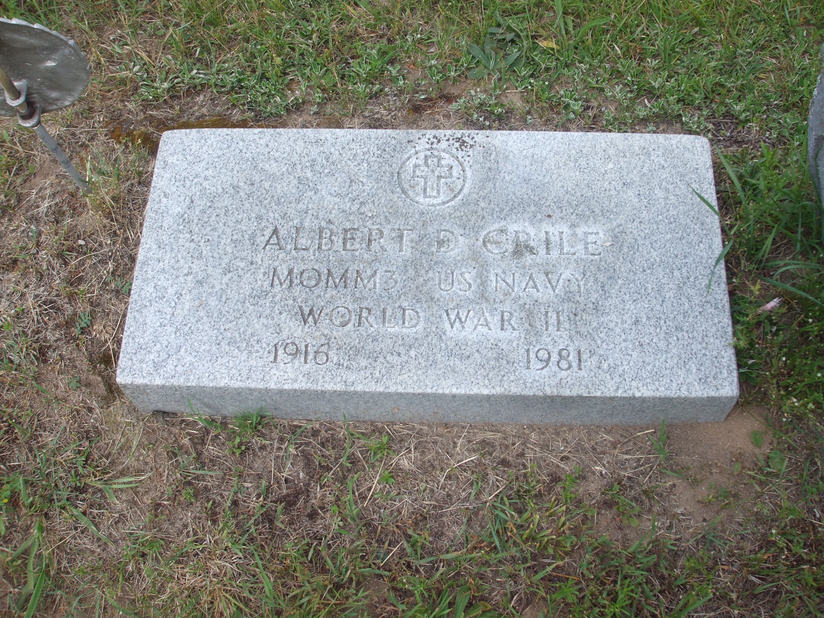 ALBERT D CRILE
MOMM3 US NAVY
WORLD WAR II
1916 1981